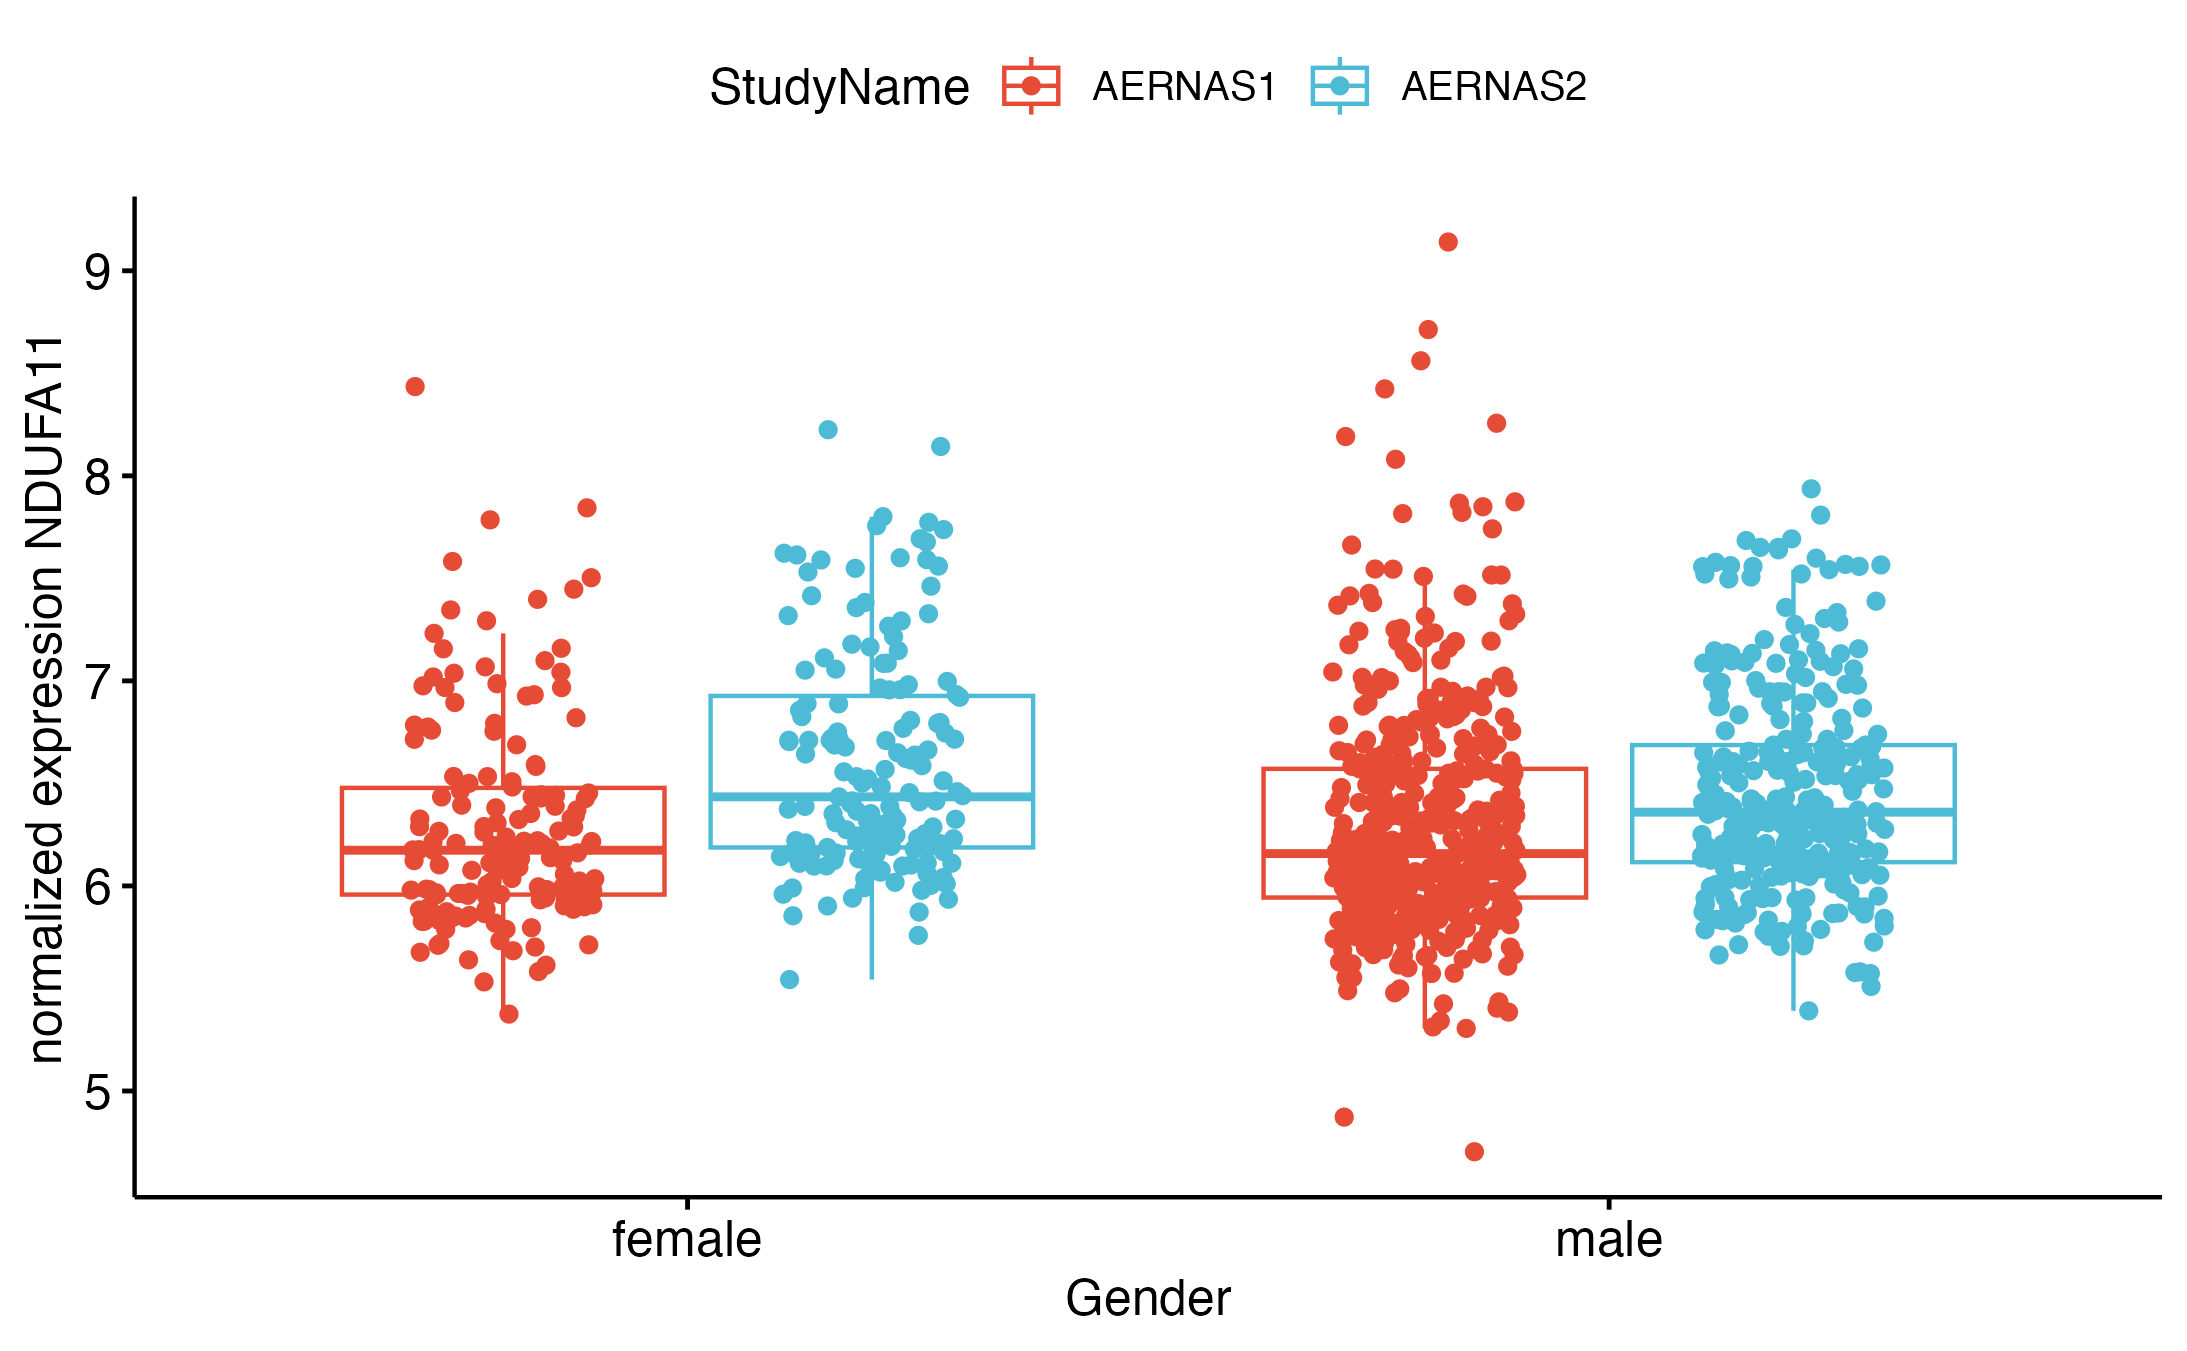 StudyName AERNAS1 AERNAS2
normalized expression NDUFA11
9
8
7
6
5
female male
Gender